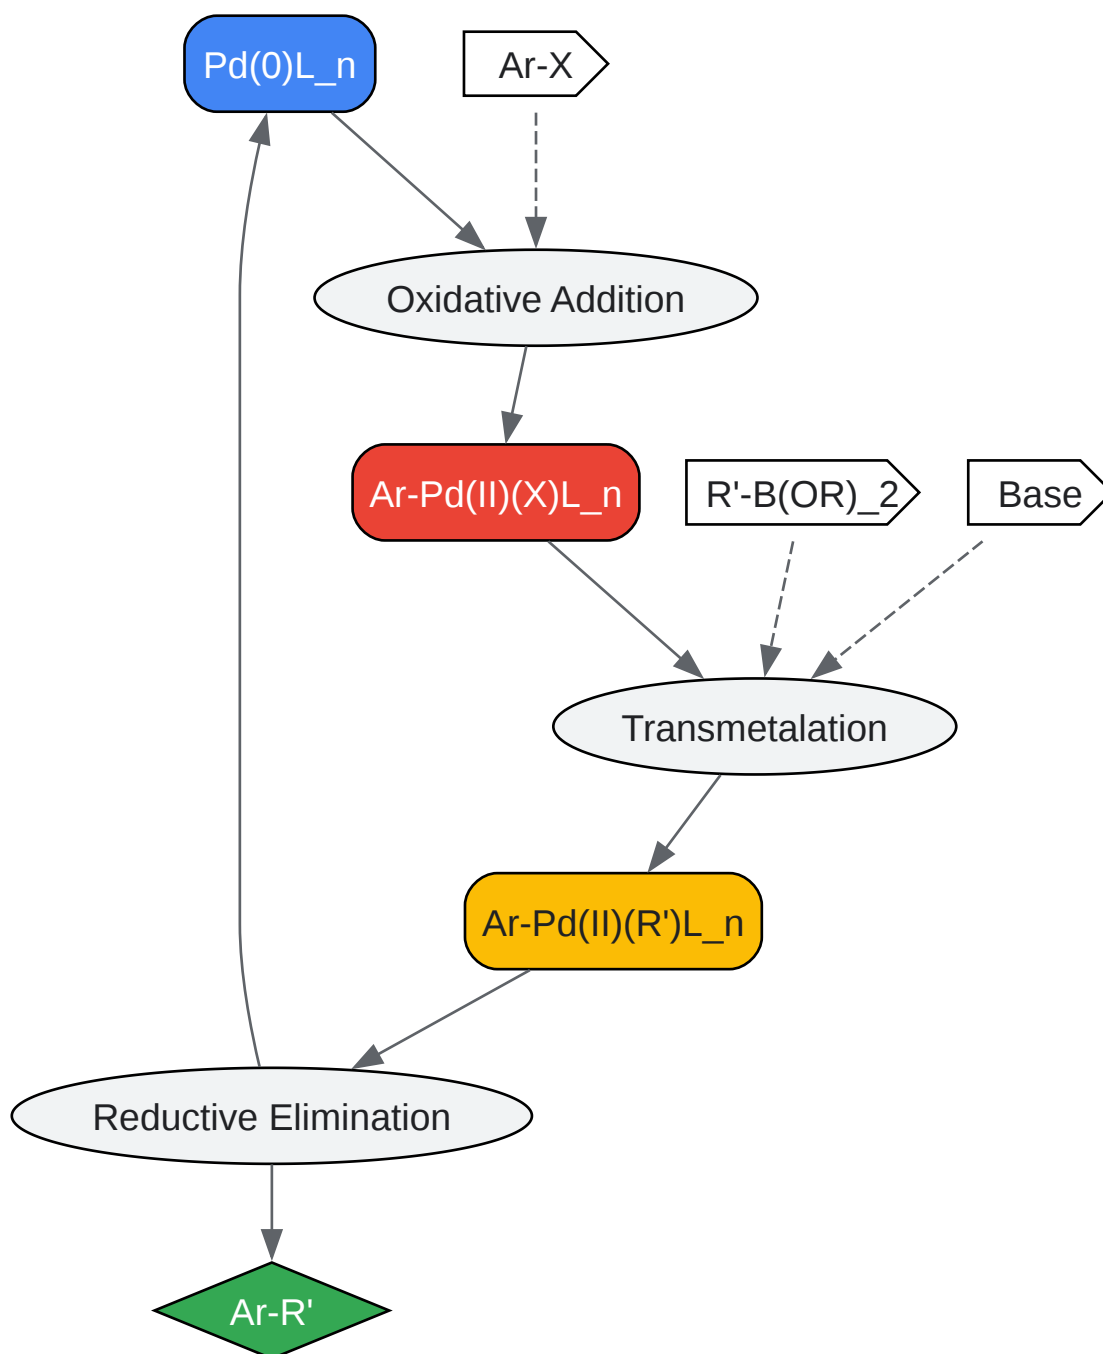 Pd(0)L_n
Ar-X
Oxidative Addition
Ar-Pd(II)(X)L_n
R'-B(OR)_2
Base
Transmetalation
Ar-Pd(II)(R')L_n
Reductive Elimination
Ar-R'